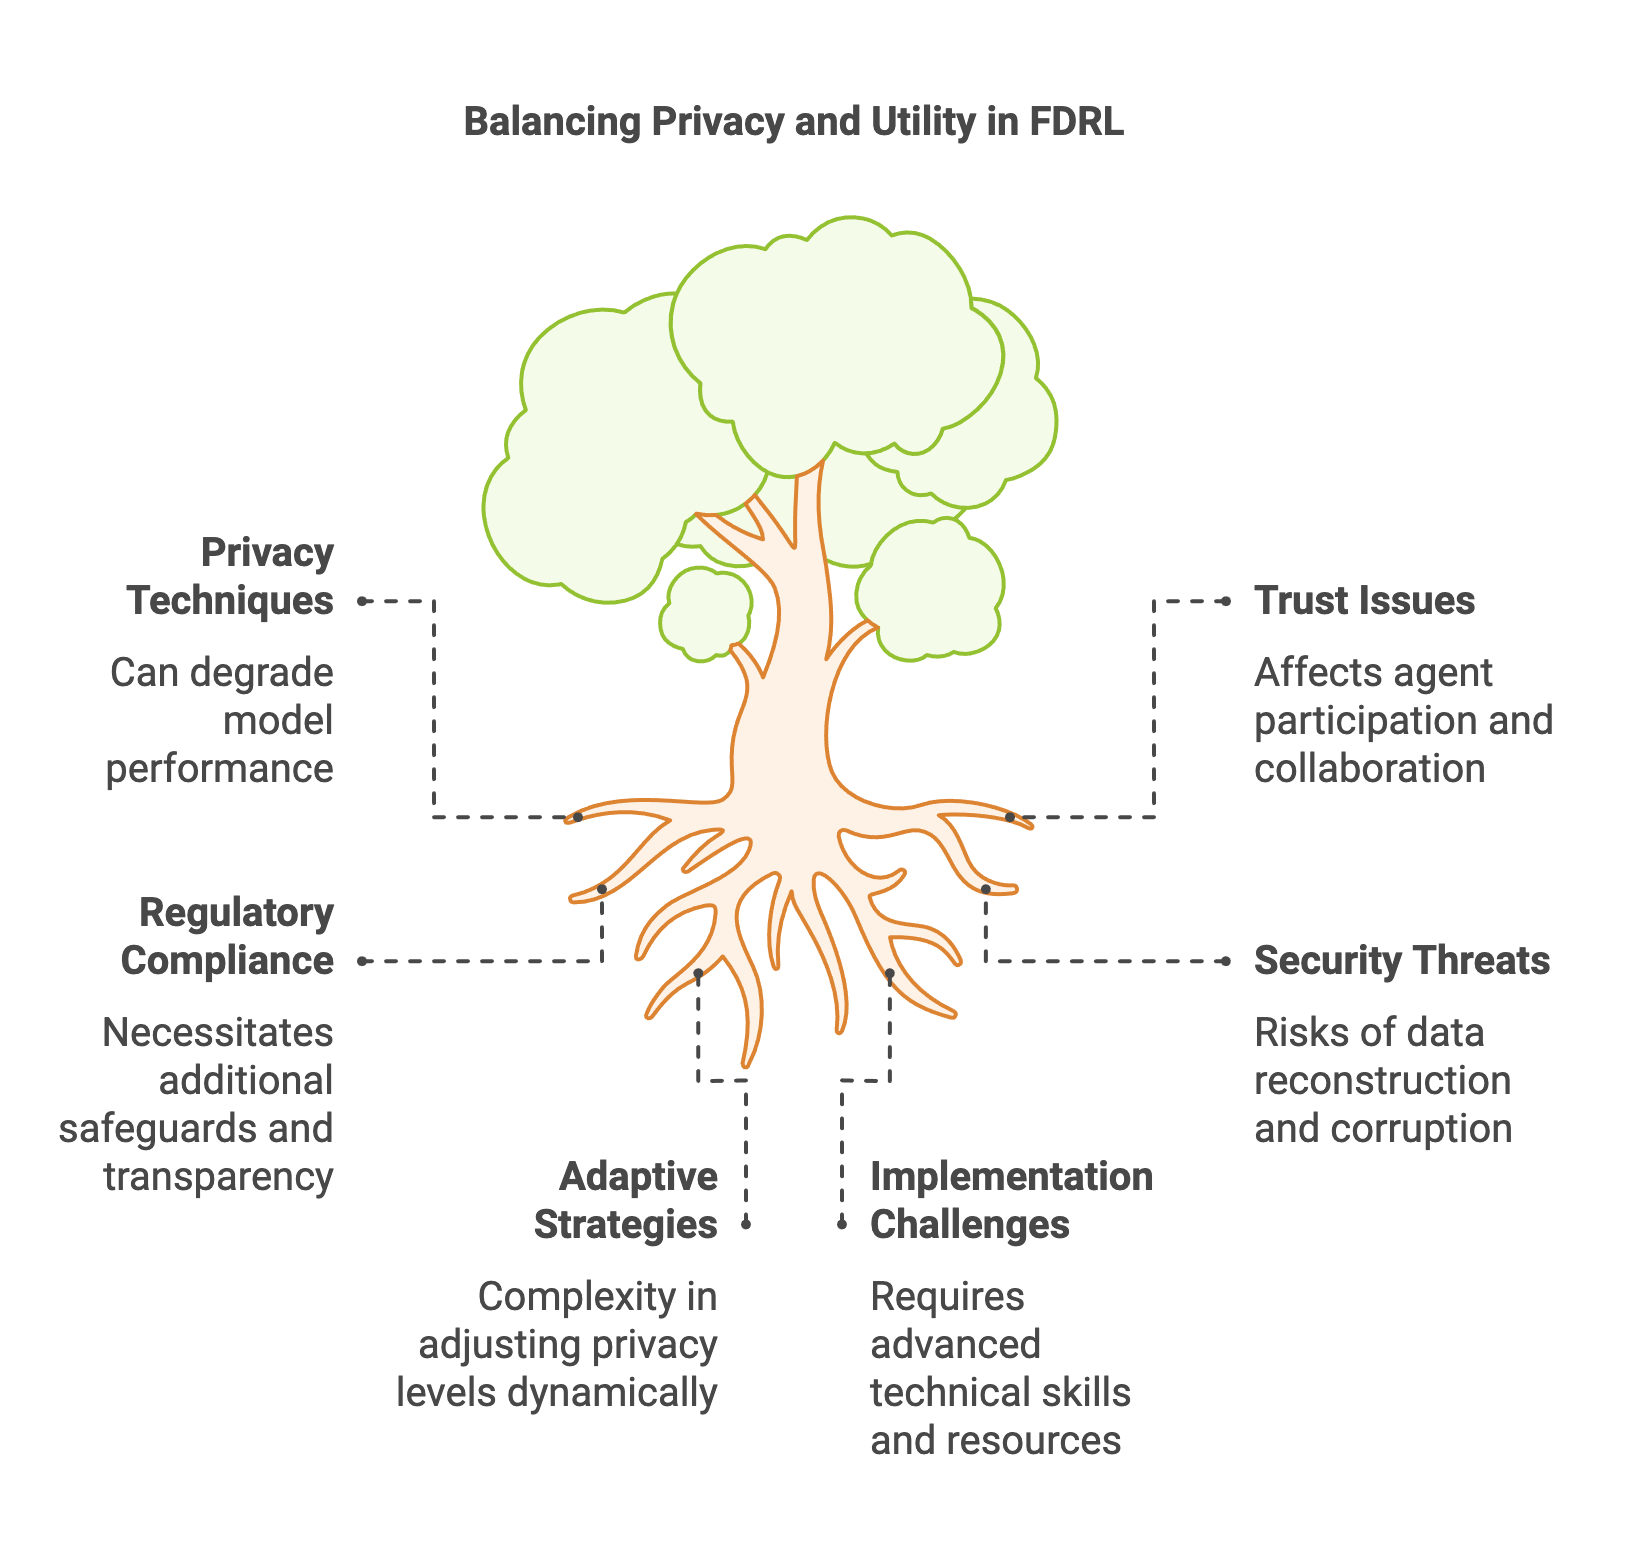 Balancing Privacy and Utility in FDRL
Privacy
Techniques
Can degrade
model
performance
Trust Issues
Affects agent
participation and
collaboration
Regulatory
Compliance
Necessitates
additional
safeguards and
transparency
Security Threats
Risks of data
reconstruction
and corruption
Adaptive
Strategies
Complexity in
adjusting privacy
levels dynamically
Implementation
Challenges
Requires
advanced
technical skills
and resources